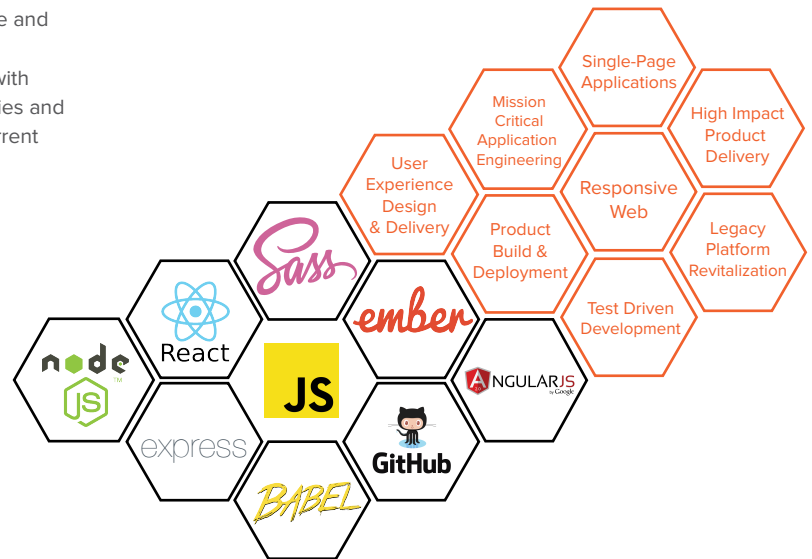 e and
with
ies and
rrent
Single-Page
Applications
Mission
Critical
Application
Engineering
High Impact
Product
Delivery
User
Experience
Design
& Delivery
Responsive
Web
Product
Build &
Deployment
Legacy
Platform
Revitalization
Test Driven
Development
Sass
ember
React
node
TM
JS
JS
ANGULARJS
by Google
express
GitHub
BABEL